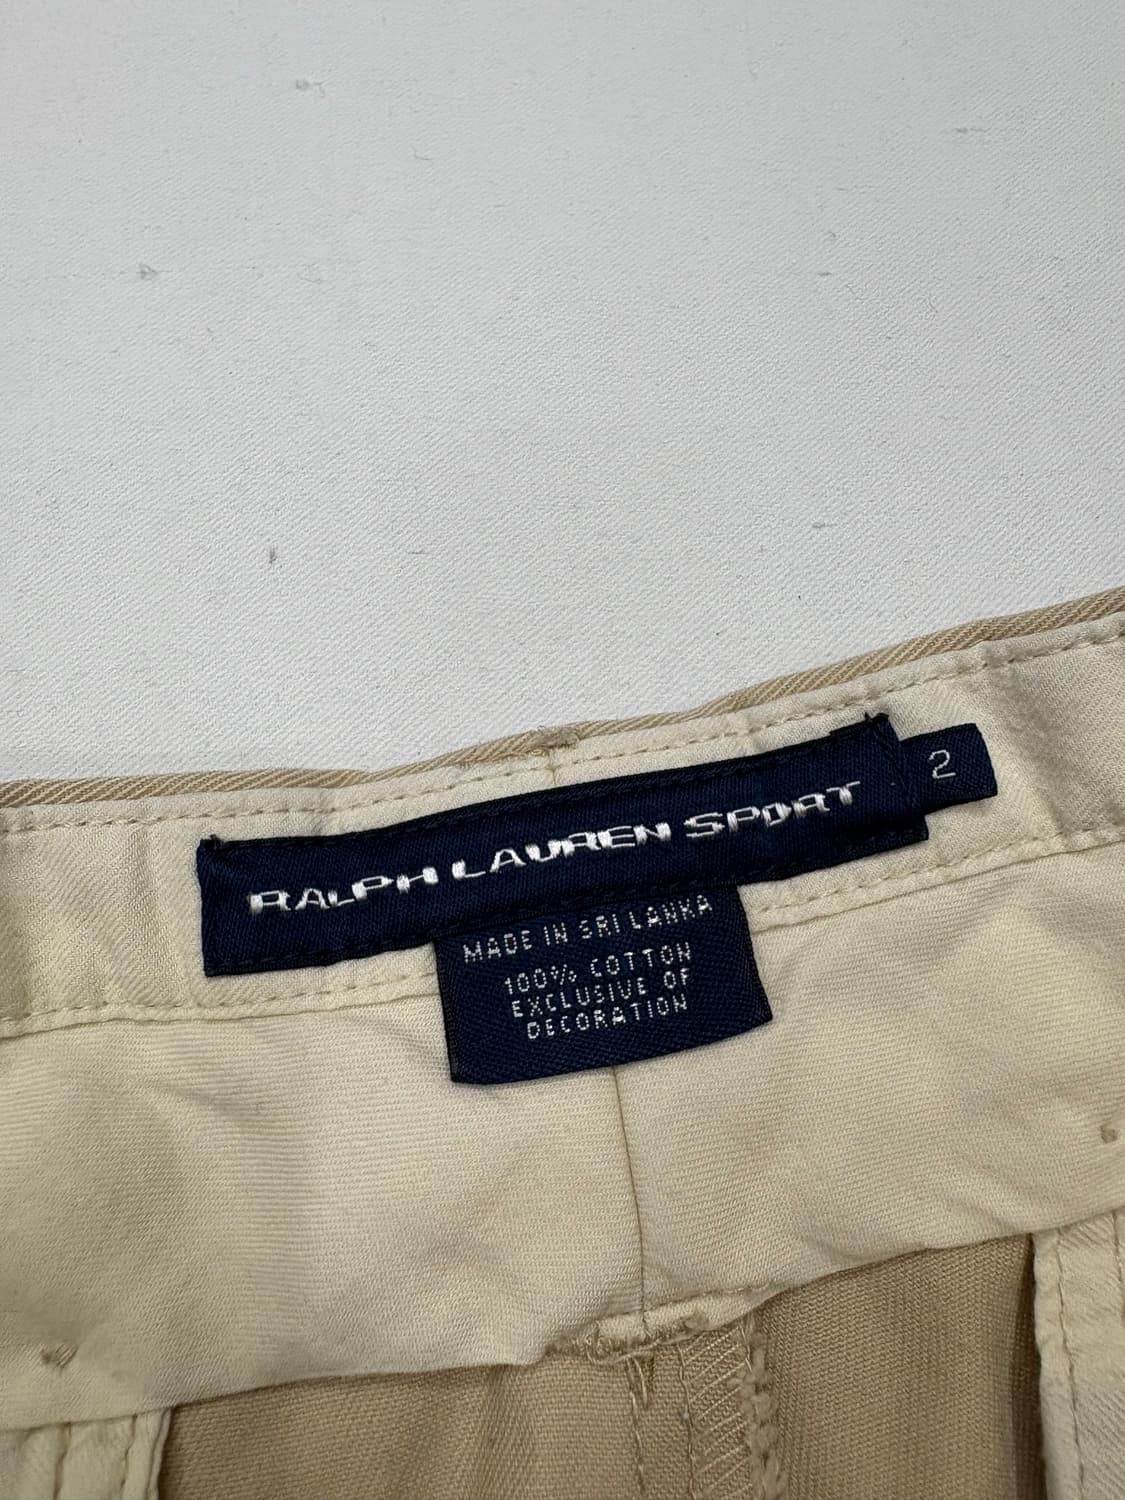 RALPH LAUREN SPORT
2
MADE IN SRI LANKA
100% COTTON
EXCLUSIVE OF
DECORATION